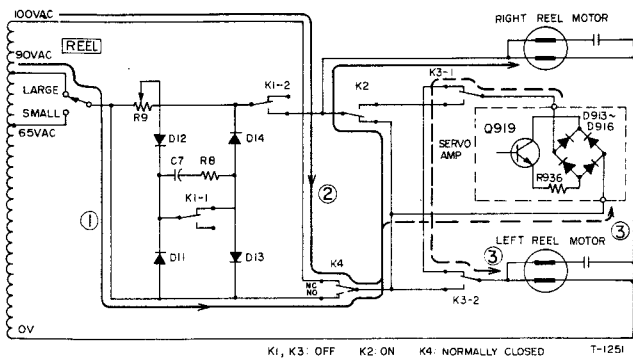 100VAC
REEL
90VAC
LARGE
SMALL
65VAC
R9
D12
D14
C7
R8
K1-1
D11
D13
K1-2
①
②
K2
K4
NC
NO
K3-1
K3-2
RIGHT REEL MOTOR
D913~
D916
Q919
SERVO
AMP
R936
③
③
LEFT REEL MOTOR
0V
K1, K3: OFF K2: ON K4: NORMALLY CLOSED
T-1251